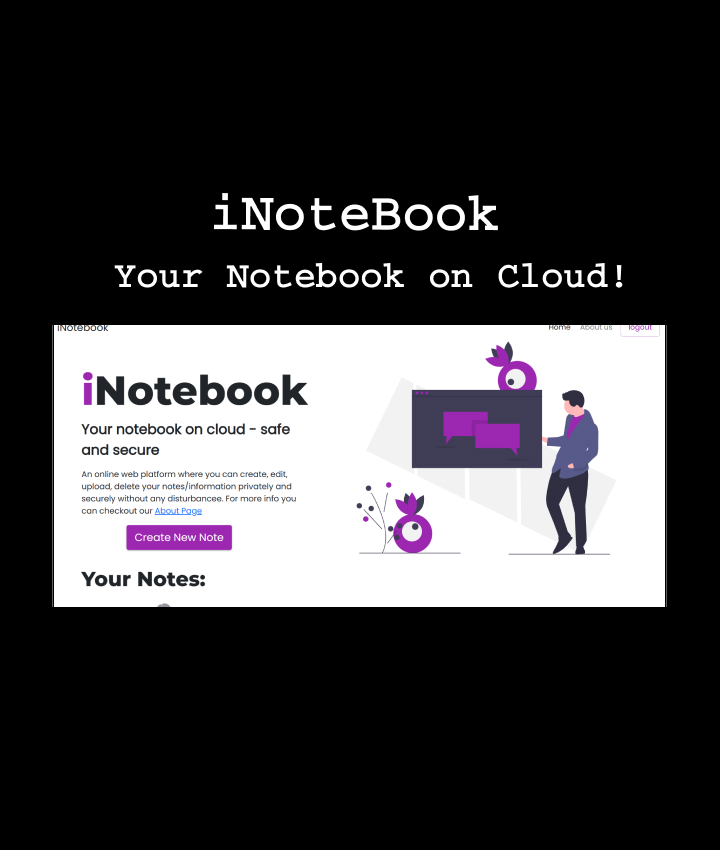 iNoteBook
Your Notebook on Cloud!
iNotebook
Home About us logout
iNotebook
Your notebook on cloud - safe
and secure
An online web platform where you can create, edit,
upload, delete your notes/information privately and
securely without any disturbancee. For more info you
can checkout our About Page
Create New Note
Your Notes: